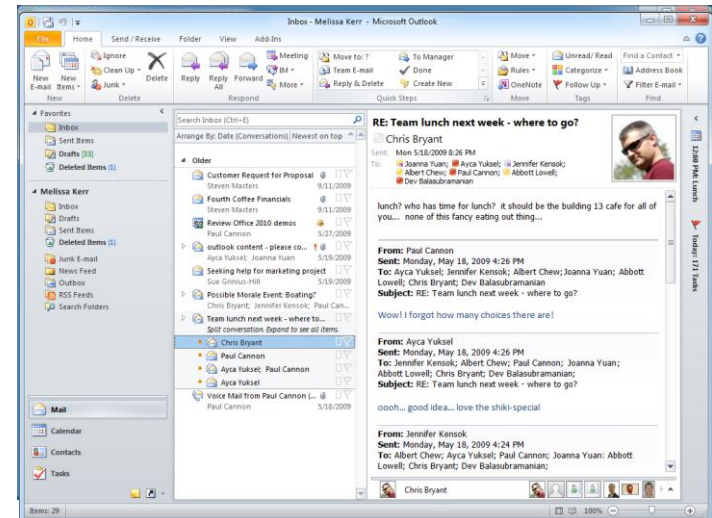 Inbox - Melissa Kerr - Microsoft Outlook
File Home Send / Receive Folder View Add-Ins
New E-mail
New Items
Ignore
Clean Up
Junk
Delete
Reply
Reply All
Forward
Meeting
IM
More
Move to: ?
Team E-mail
Reply & Delete
To Manager
Done
Create New
Move
Rules
OneNote
Unread/ Read
Categorize
Follow Up
Find a Contact
Address Book
Filter E-mail
New Delete Respond Quick Steps Move Tags Find
Favorites
Inbox
Sent Items
Drafts [33]
Deleted Items (1)
Melissa Kerr
Inbox
Drafts
Sent Items
Deleted Items (1)
Junk E-mail
News Feed
Outbox
RSS Feeds
Search Folders
Mail
Calendar
Contacts
Tasks
Search Inbox (Ctrl+E)
Arrange By: Date (Conversations) Newest on top
Older
Customer Request for Proposal
Steven Masters 9/11/2009
Fourth Coffee Financials
Steven Masters 9/11/2009
Review Office 2010 demos
Paul Cannon 5/27/2009
outlook content - please co...
Ayca Yuksel; Joanna Yuan 5/19/2009
Seeking help for marketing project
Sue Grimius-Hill 5/19/2009
Possible Morale Event: Boating?
Chris Bryant; Jennifer Kensok; Paul Can...
Team lunch next week - where to...
Split conversation. Expand to see all items.
Chris Bryant
Paul Cannon
Ayca Yuksel; Paul Cannon
Ayca Yuksel
Voice Mail from Paul Cannon (...
Paul Cannon 5/18/2009
RE: Team lunch next week - where to go?
Chris Bryant
Sent: Mon 5/18/2009 8:26 PM
To: Joanna Yuan; Ayca Yuksel; Jennifer Kensok;
Albert Chew; Paul Cannon; Abbott Lowell;
Dev Balasubramanian
lunch? who has time for lunch? it should be the building 13 cafe for all of
you... none of this fancy eating out thing...
From: Paul Cannon
Sent: Monday, May 18, 2009 4:26 PM
To: Ayca Yuksel; Jennifer Kensok; Albert Chew; Joanna Yuan; Abbott
Lowell; Chris Bryant; Dev Balasubramanian
Subject: RE: Team lunch next week - where to go?
Wow! I forgot how many choices there are!
From: Ayca Yuksel
Sent: Monday, May 18, 2009 4:26 PM
To: Jennifer Kensok; Albert Chew; Paul Cannon; Joanna Yuan;
Abbott Lowell; Chris Bryant; Dev Balasubramanian
Subject: RE: Team lunch next week - where to go?
oooh... good idea... love the shiki-special
From: Jennifer Kensok
Sent: Monday, May 18, 2009 4:24 PM
To: Albert Chew; Ayca Yuksel; Paul Cannon; Joanna Yuan: Abbott
Lowell; Chris Bryant; Dev Balasubramanian;
Chris Bryant
12:00 PM: Lunch
Today: 171 Tasks
Items: 29
100%